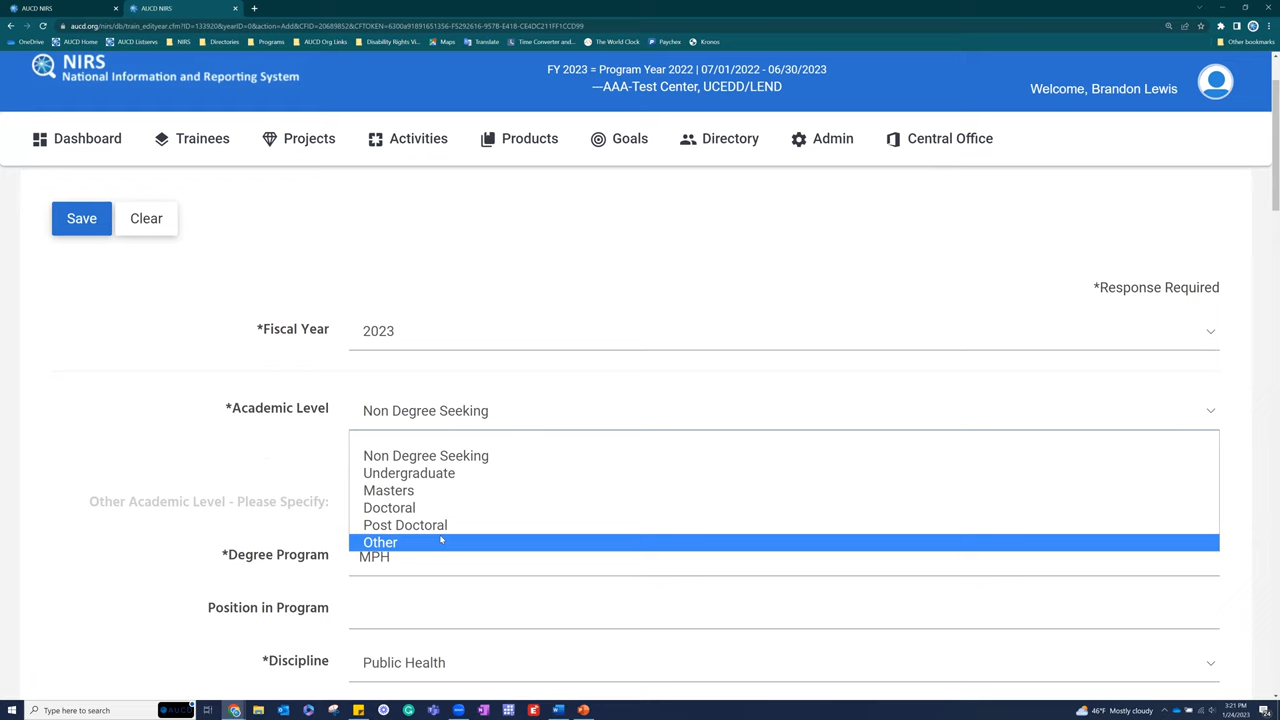 AUCD NIRS
AUCD NIRS
aucd.org/nirs/db/train_edityear.cfm?ID=133920&yearID=0&action=Add&CFID=20689852&CFTOKEN=6300a91891651356-F5292616-957B-E418-C4DC211FF1CCD99
OneDrive AUCD Home AUCD Listservs NIRS Directories Programs AUCD Org Links Disability Rights Vi... Maps Translate Time Converter and... The World Clock Paychex Kronos Other bookmarks
NIRS
National Information and Reporting System
FY 2023 = Program Year 2022 | 07/01/2022 - 06/30/2023
---AAA-Test Center, UCEDD/LEND
Welcome, Brandon Lewis
Dashboard Trainees Projects Activities Products Goals Directory Admin Central Office
Save Clear
*Response Required
*Fiscal Year 2023
*Academic Level Non Degree Seeking
Non Degree Seeking
Undergraduate
Masters
Doctoral
Post Doctoral
Other
Other Academic Level - Please Specify:
*Degree Program MPH
Position in Program
*Discipline Public Health
Type here to search
46°F Mostly cloudy
3:21 PM
1/24/2023